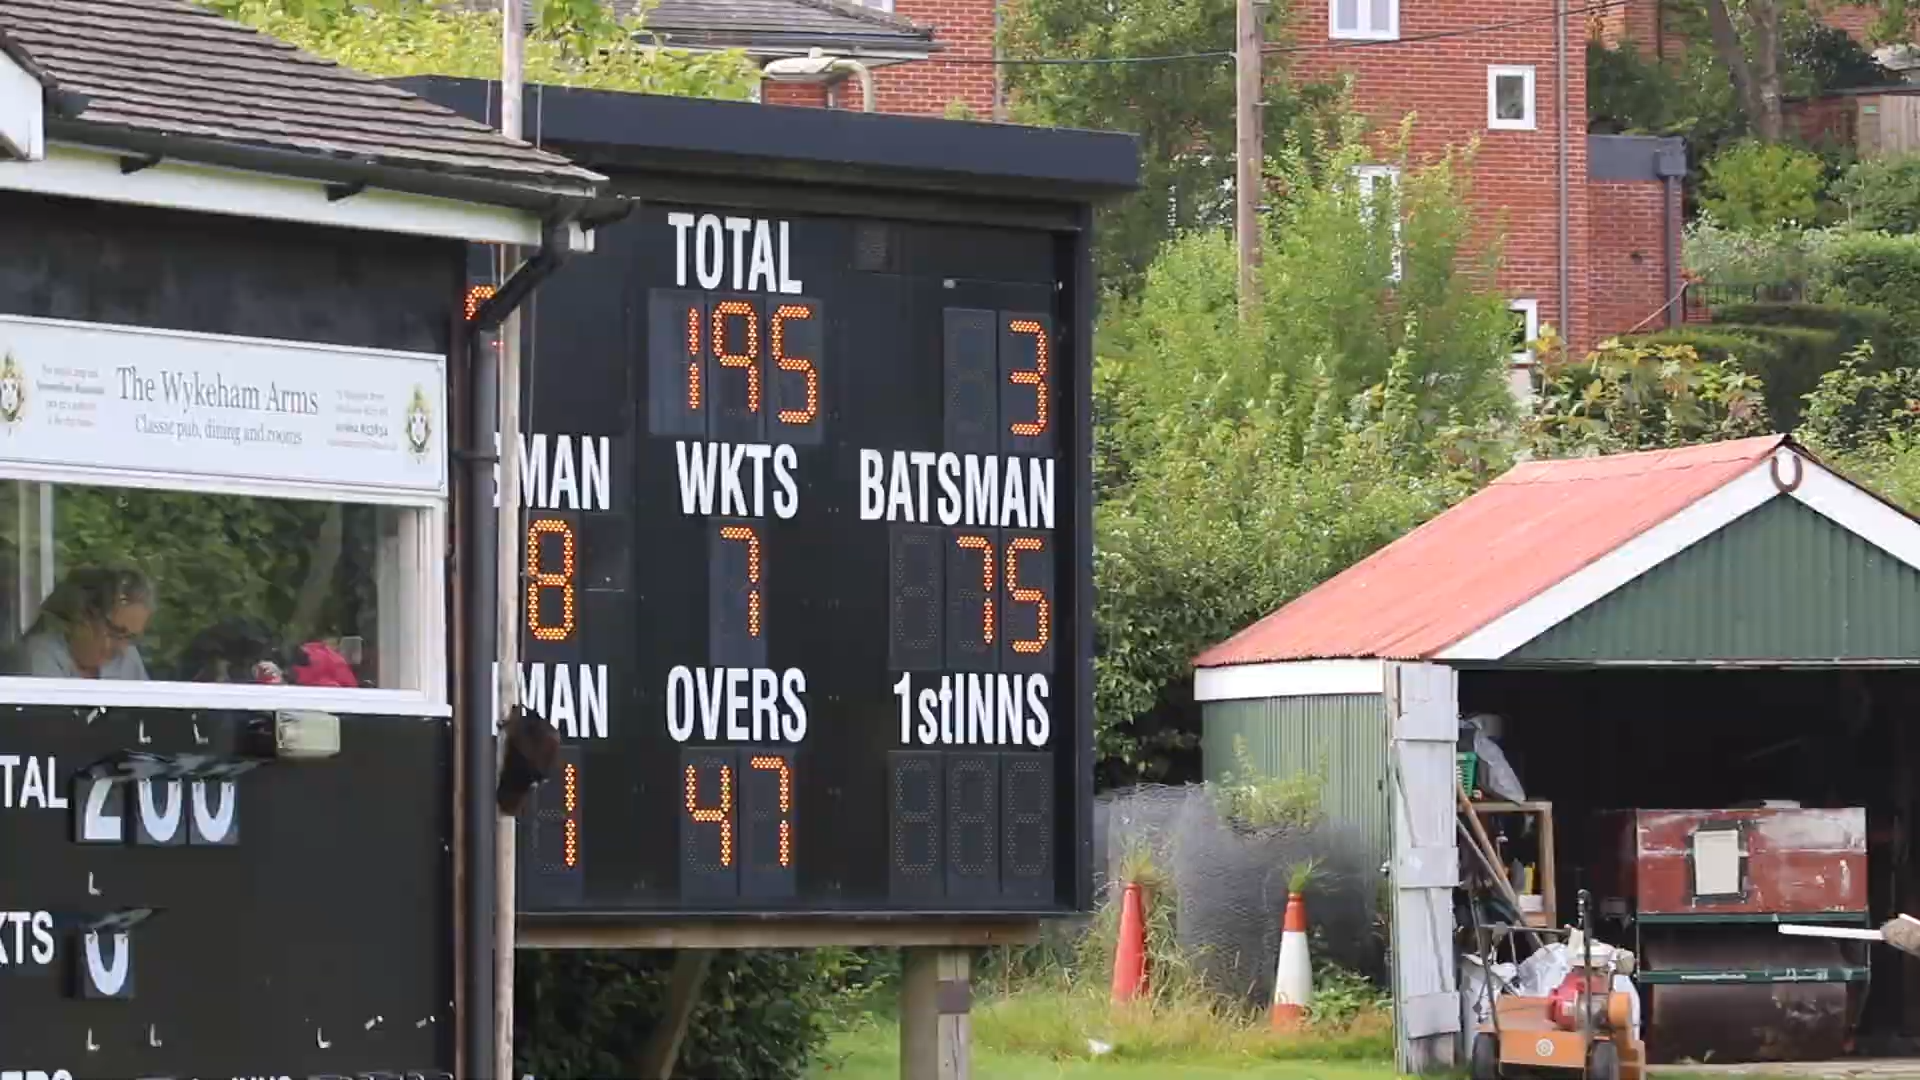 TOTAL
195 3
The Wykeham Arms
Classic pub, dining and rooms
MAN WKTS BATSMAN
8 7 75
MAN OVERS 1stINNS
1 47
TAL 200
KTS 0